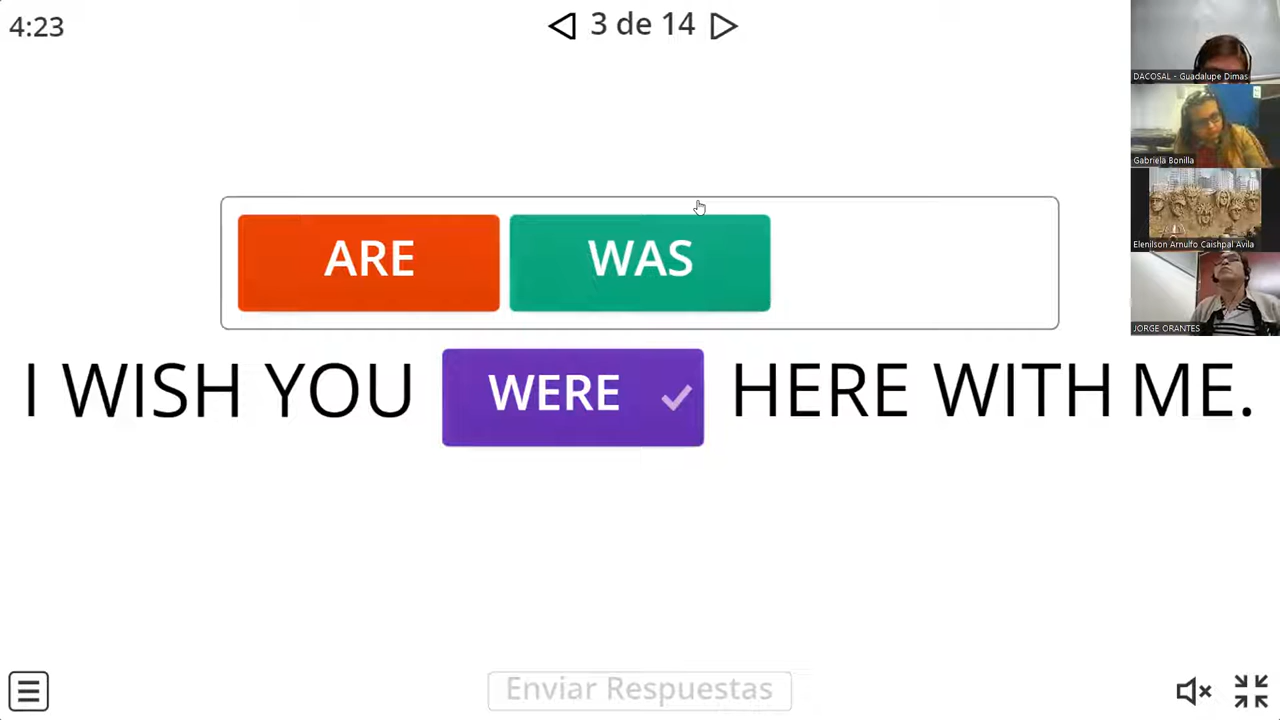 4:23
3 de 14
ARE
WAS
I WISH YOU WERE HERE WITH ME.
Enviar Respuestas
DACOSAL - Guadalupe Dimas
Gabriela Bonilla
Elenilson Arnulfo Caishpal Avila
JORGE ORANTES